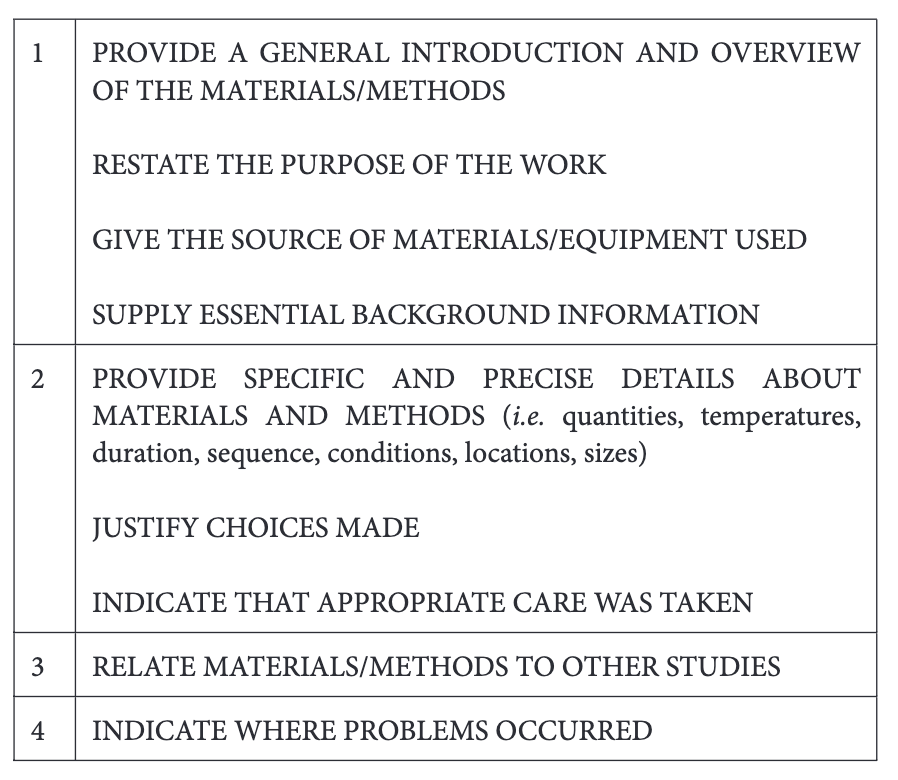 1 PROVIDE A GENERAL INTRODUCTION AND OVERVIEW
OF THE MATERIALS/METHODS
RESTATE THE PURPOSE OF THE WORK
GIVE THE SOURCE OF MATERIALS/EQUIPMENT USED
SUPPLY ESSENTIAL BACKGROUND INFORMATION
2 PROVIDE SPECIFIC AND PRECISE DETAILS ABOUT
MATERIALS AND METHODS (i.e. quantities, temperatures,
duration, sequence, conditions, locations, sizes)
JUSTIFY CHOICES MADE
INDICATE THAT APPROPRIATE CARE WAS TAKEN
3 RELATE MATERIALS/METHODS TO OTHER STUDIES
4 INDICATE WHERE PROBLEMS OCCURRED